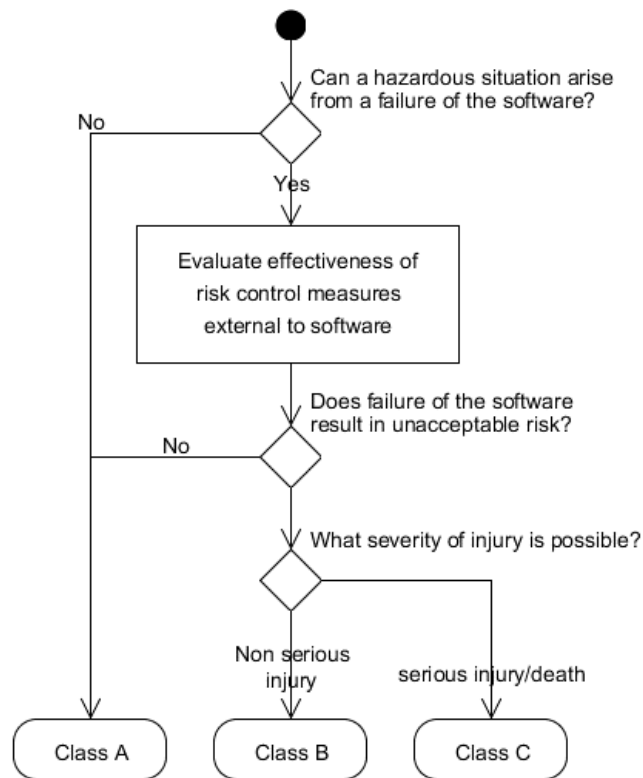 Can a hazardous situation arise
from a failure of the software?
No
Yes
Evaluate effectiveness of
risk control measures
external to software
Does failure of the software
result in unacceptable risk?
No
What severity of injury is possible?
Non serious
injury
serious injury/death
Class A
Class B
Class C